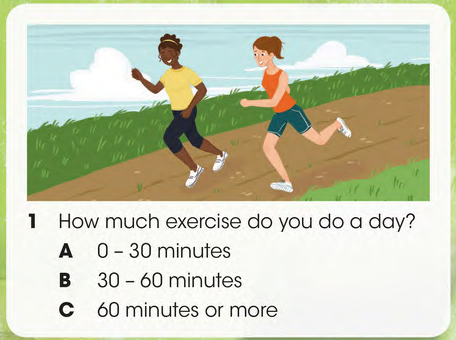 1 How much exercise do you do a day?
A 0 – 30 minutes
B 30 – 60 minutes
C 60 minutes or more